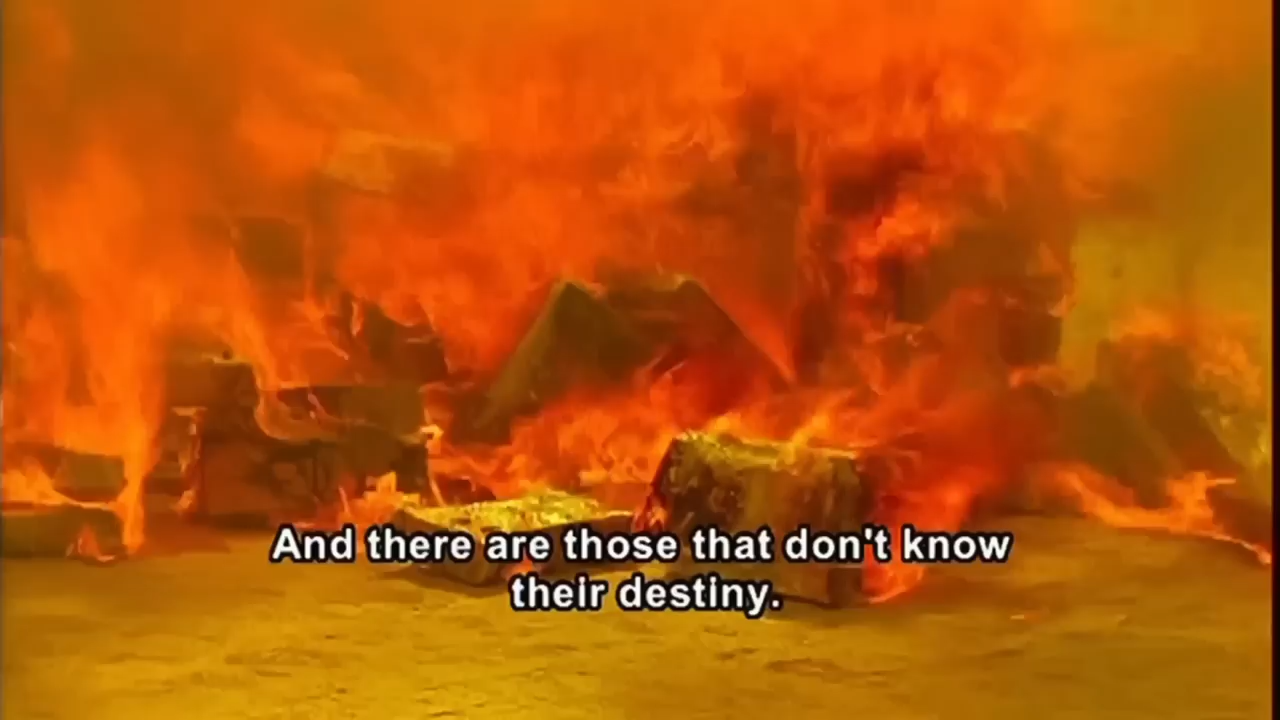 And there are those that don't know
their destiny.